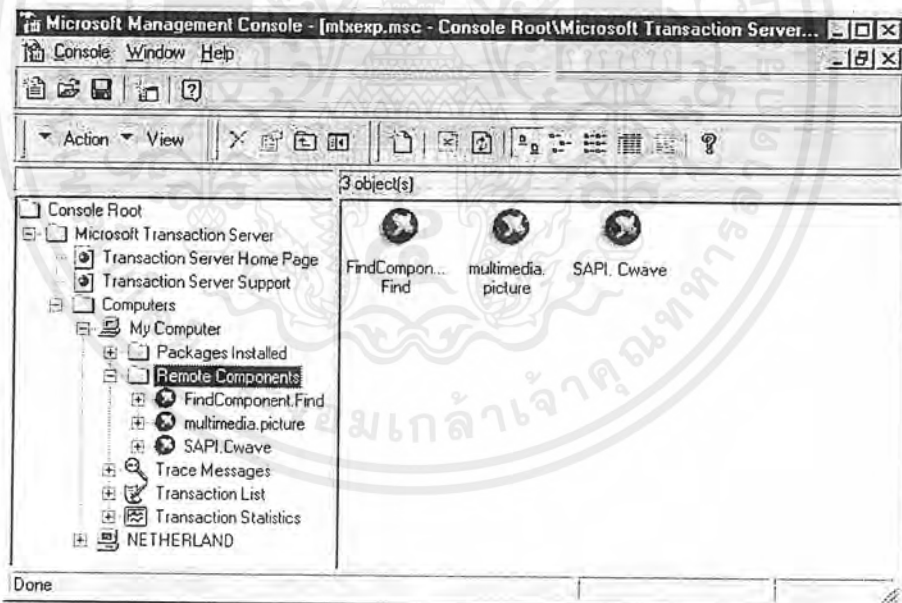 Microsoft Management Console - [mtxexp.msc - Console Root\Microsoft Transaction Server...
Console Window Help
Action View
3 object(s)
Console Root
Microsoft Transaction Server
Transaction Server Home Page
Transaction Server Support
Computers
My Computer
Packages Installed
Remote Components
FindComponent.Find
multimedia.picture
SAPI.Cwave
Trace Messages
Transaction List
Transaction Statistics
NETHERLAND
FindCompon...
Find
multimedia.
picture
SAPI. Cwave
Done